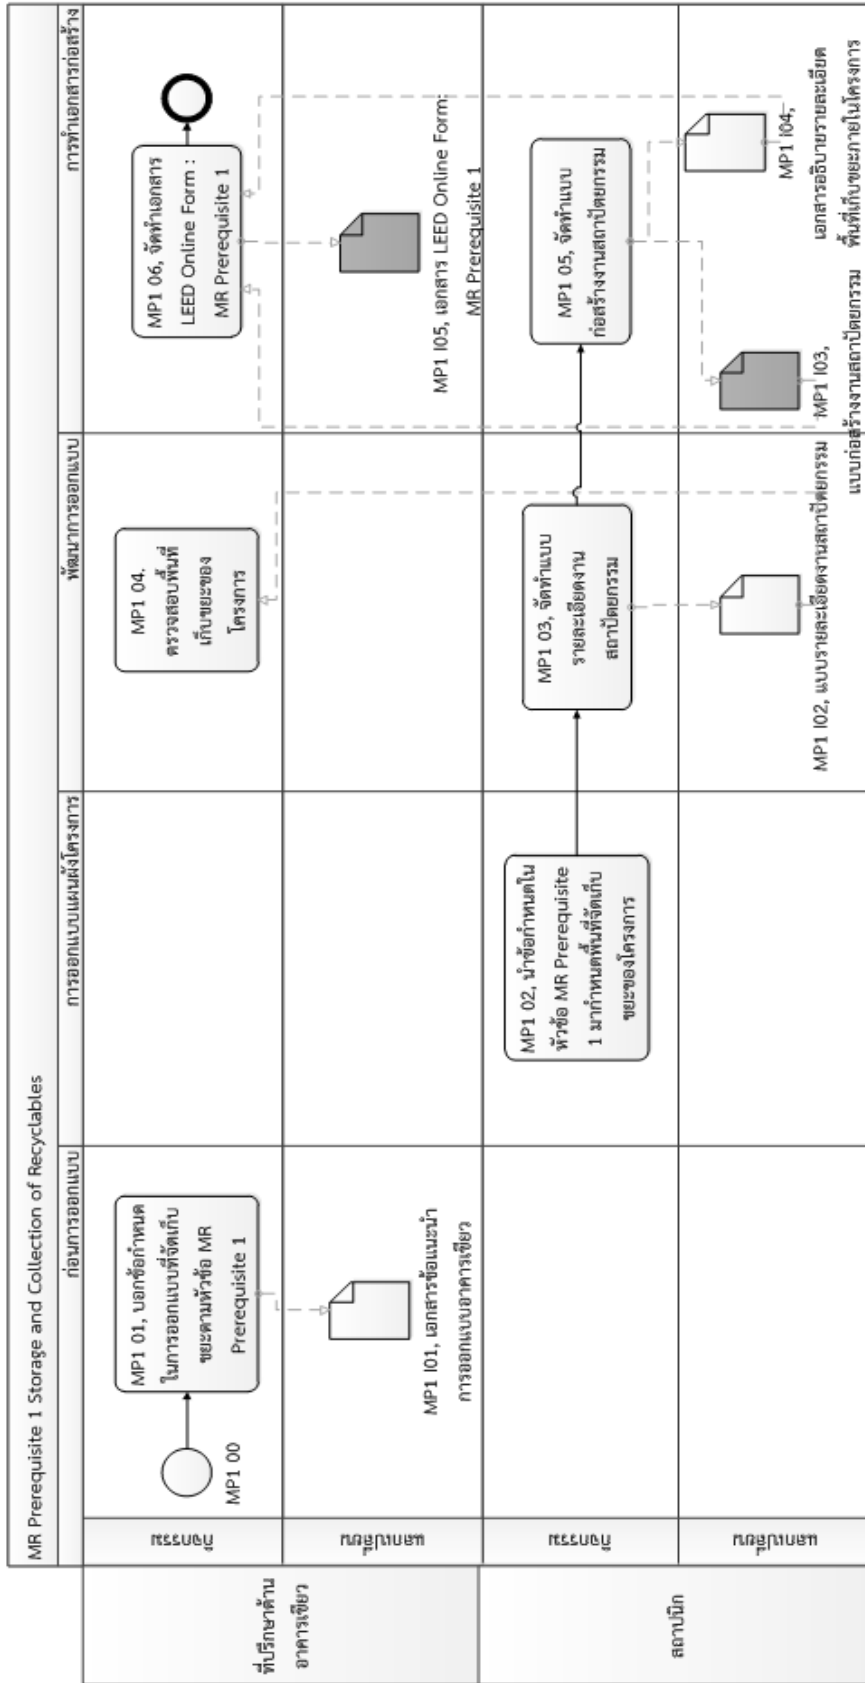 MR Prerequisite 1 Storage and Collection of Recyclables
ก่อนการออกแบบ
การออกแบบแผนผังโครงการ
พัฒนาการออกแบบ
การทำเอกสารก่อสร้าง
ที่ปรึกษาด้าน
อาคารเขียว
กิจกรรม
MP1 00
MP1 01, บอกข้อกำหนด
ในการออกแบบที่จัดเก็บ
ขยะตามหัวข้อ MR
Prerequisite 1
MP1 04.
ตรวจสอบพื้นที่
เก็บขยะของ
โครงการ
MP1 06, จัดทำเอกสาร
LEED Online Form :
MR Prerequisite 1
แลกเปลี่ยน
MP1 I01, เอกสารข้อแนะนำ
การออกแบบอาคารเขียว
MP1 I05, เอกสาร LEED Online Form:
MR Prerequisite 1
สถาปนิก
กิจกรรม
MP1 02, นำข้อกำหนดใน
หัวข้อ MR Prerequisite
1 มากำหนดพื้นที่จัดเก็บ
ขยะของโครงการ
MP1 03, จัดทำแบบ
รายละเอียดงาน
สถาปัตยกรรม
MP1 05, จัดทำแบบ
ก่อสร้างงานสถาปัตยกรรม
แลกเปลี่ยน
MP1 I02, แบบรายละเอียดงานสถาปัตยกรรม
MP1 I03,
แบบก่อสร้างงานสถาปัตยกรรม
MP1 I04,
เอกสารอธิบายรายละเอียด
พื้นที่เก็บขยะภายในโครงการ